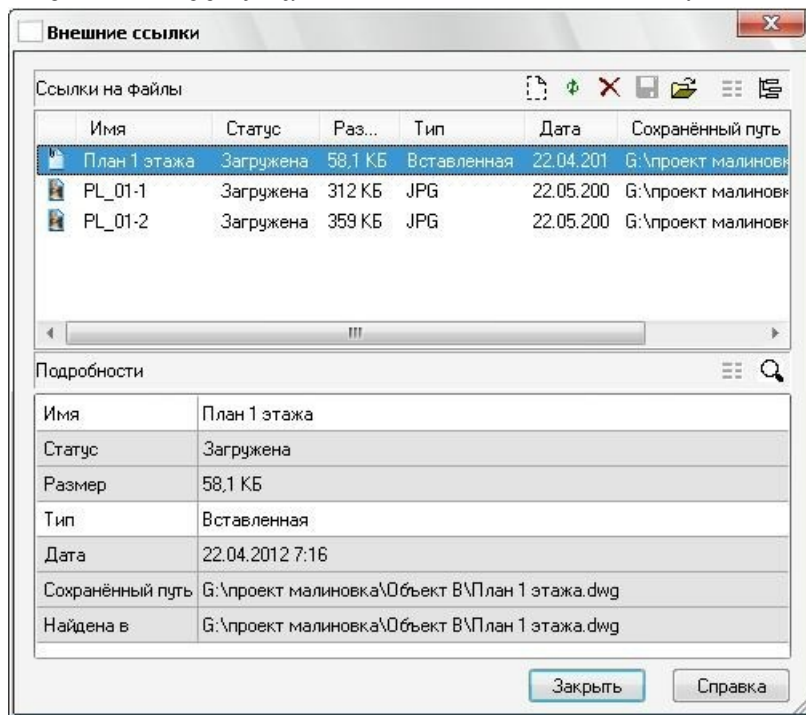 Внешние ссылки
Ссылки на файлы
Имя Статус Раз... Тип Дата Сохранённый путь
План 1 этажа Загружена 58,1 КБ Вставленная 22.04.201 G:\проект малиновк
PL_01-1 Загружена 312 КБ JPG 22.05.200 G:\проект малиновк
PL_01-2 Загружена 359 КБ JPG 22.05.200 G:\проект малиновк
Подробности
Имя План 1 этажа
Статус Загружена
Размер 58,1 КБ
Тип Вставленная
Дата 22.04.2012 7:16
Сохранённый путь G:\проект малиновка\Объект В\План 1 этажа.dwg
Найдена в G:\проект малиновка\Объект В\План 1 этажа.dwg
Закрыть Справка